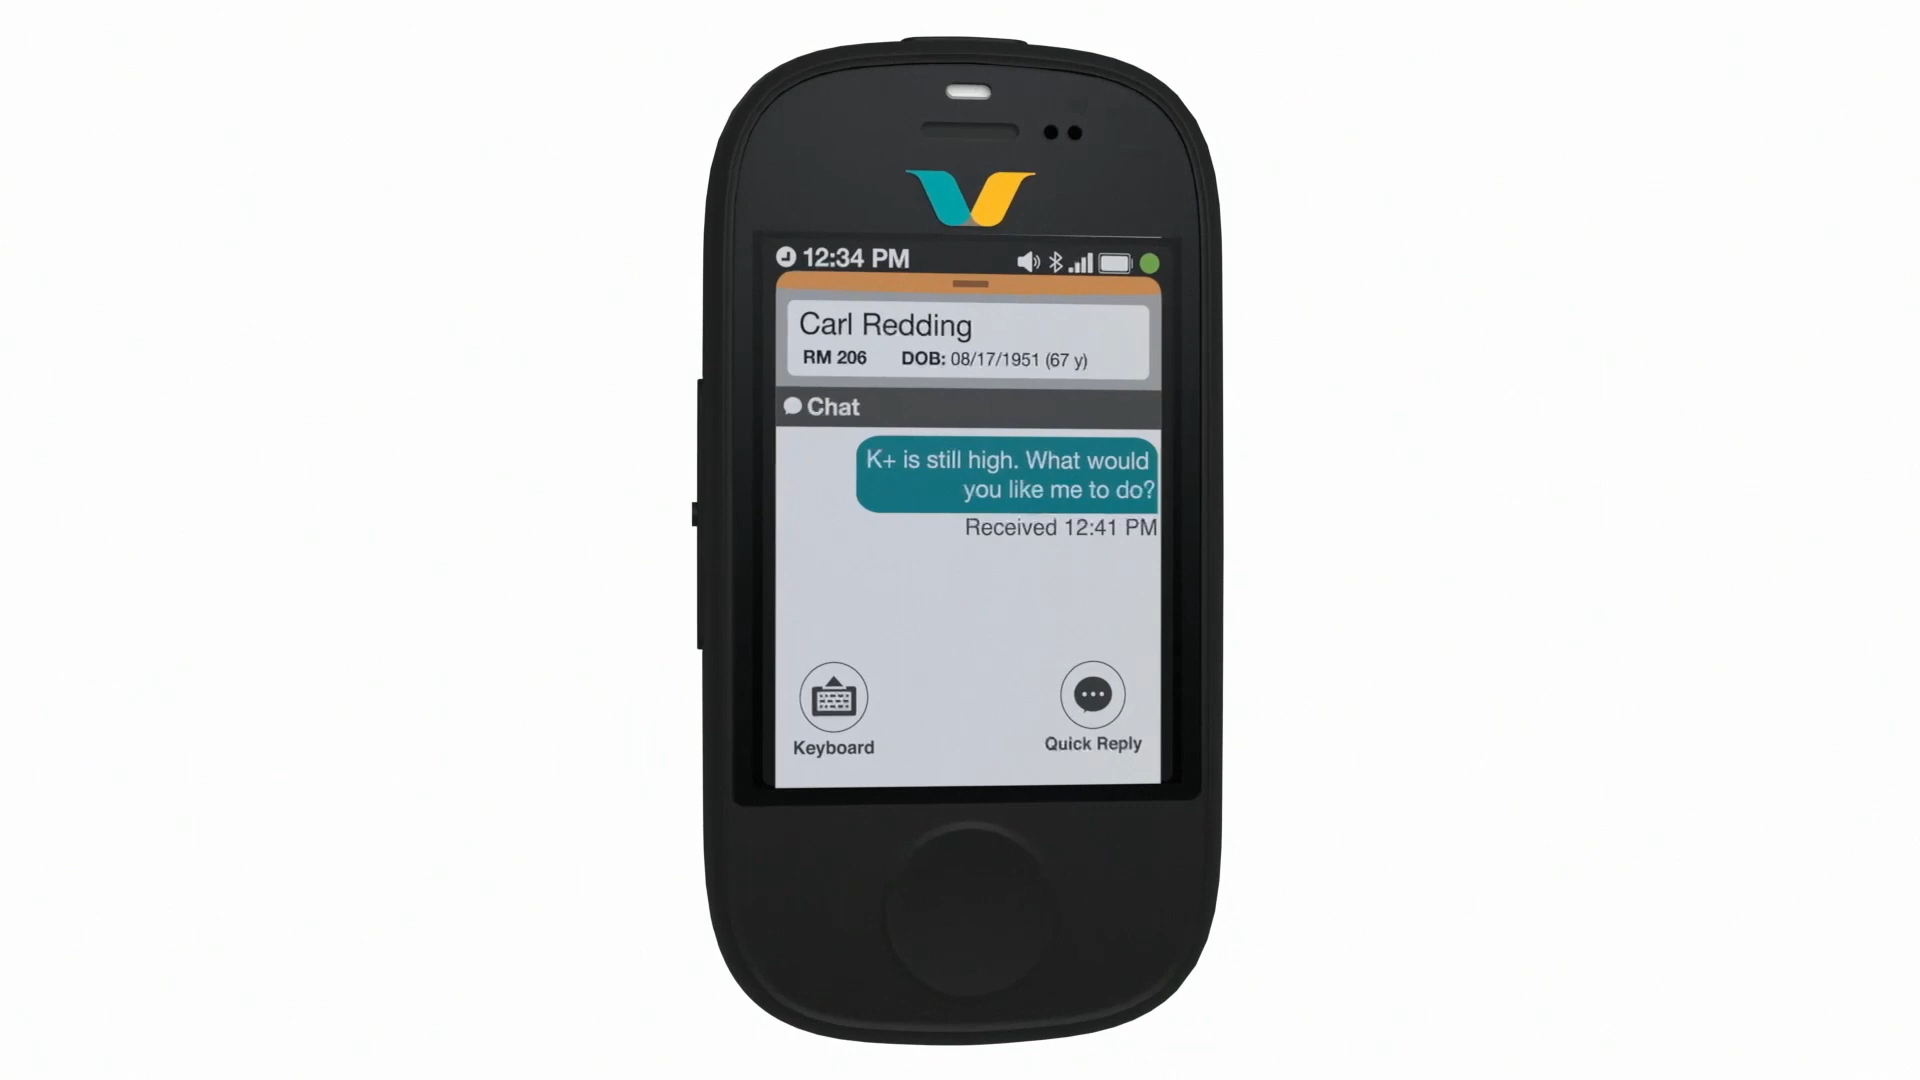 12:34 PM
Carl Redding
RM 206 DOB: 08/17/1951 (67 y)
Chat
K+ is still high. What would
you like me to do?
Received 12:41 PM
Keyboard
Quick Reply